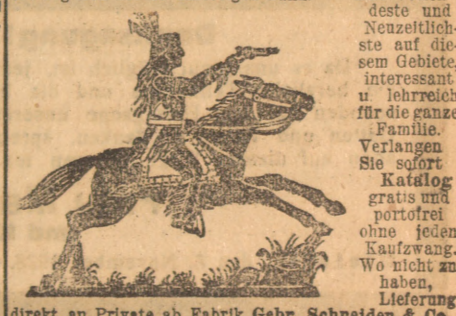 deste und
Neuzeitlich-
ste auf die-
sem Gebiete,
interessant
u lehrreich
für die ganze
Familie.
Verlangen
Sie sofort
Katalog
gratis und
portofrei
ohne jeden
Kaufzwang.
Wo nicht zu
haben,
Lieferung
direkt an Private ab Fabrik Gebr. Schneider & Co